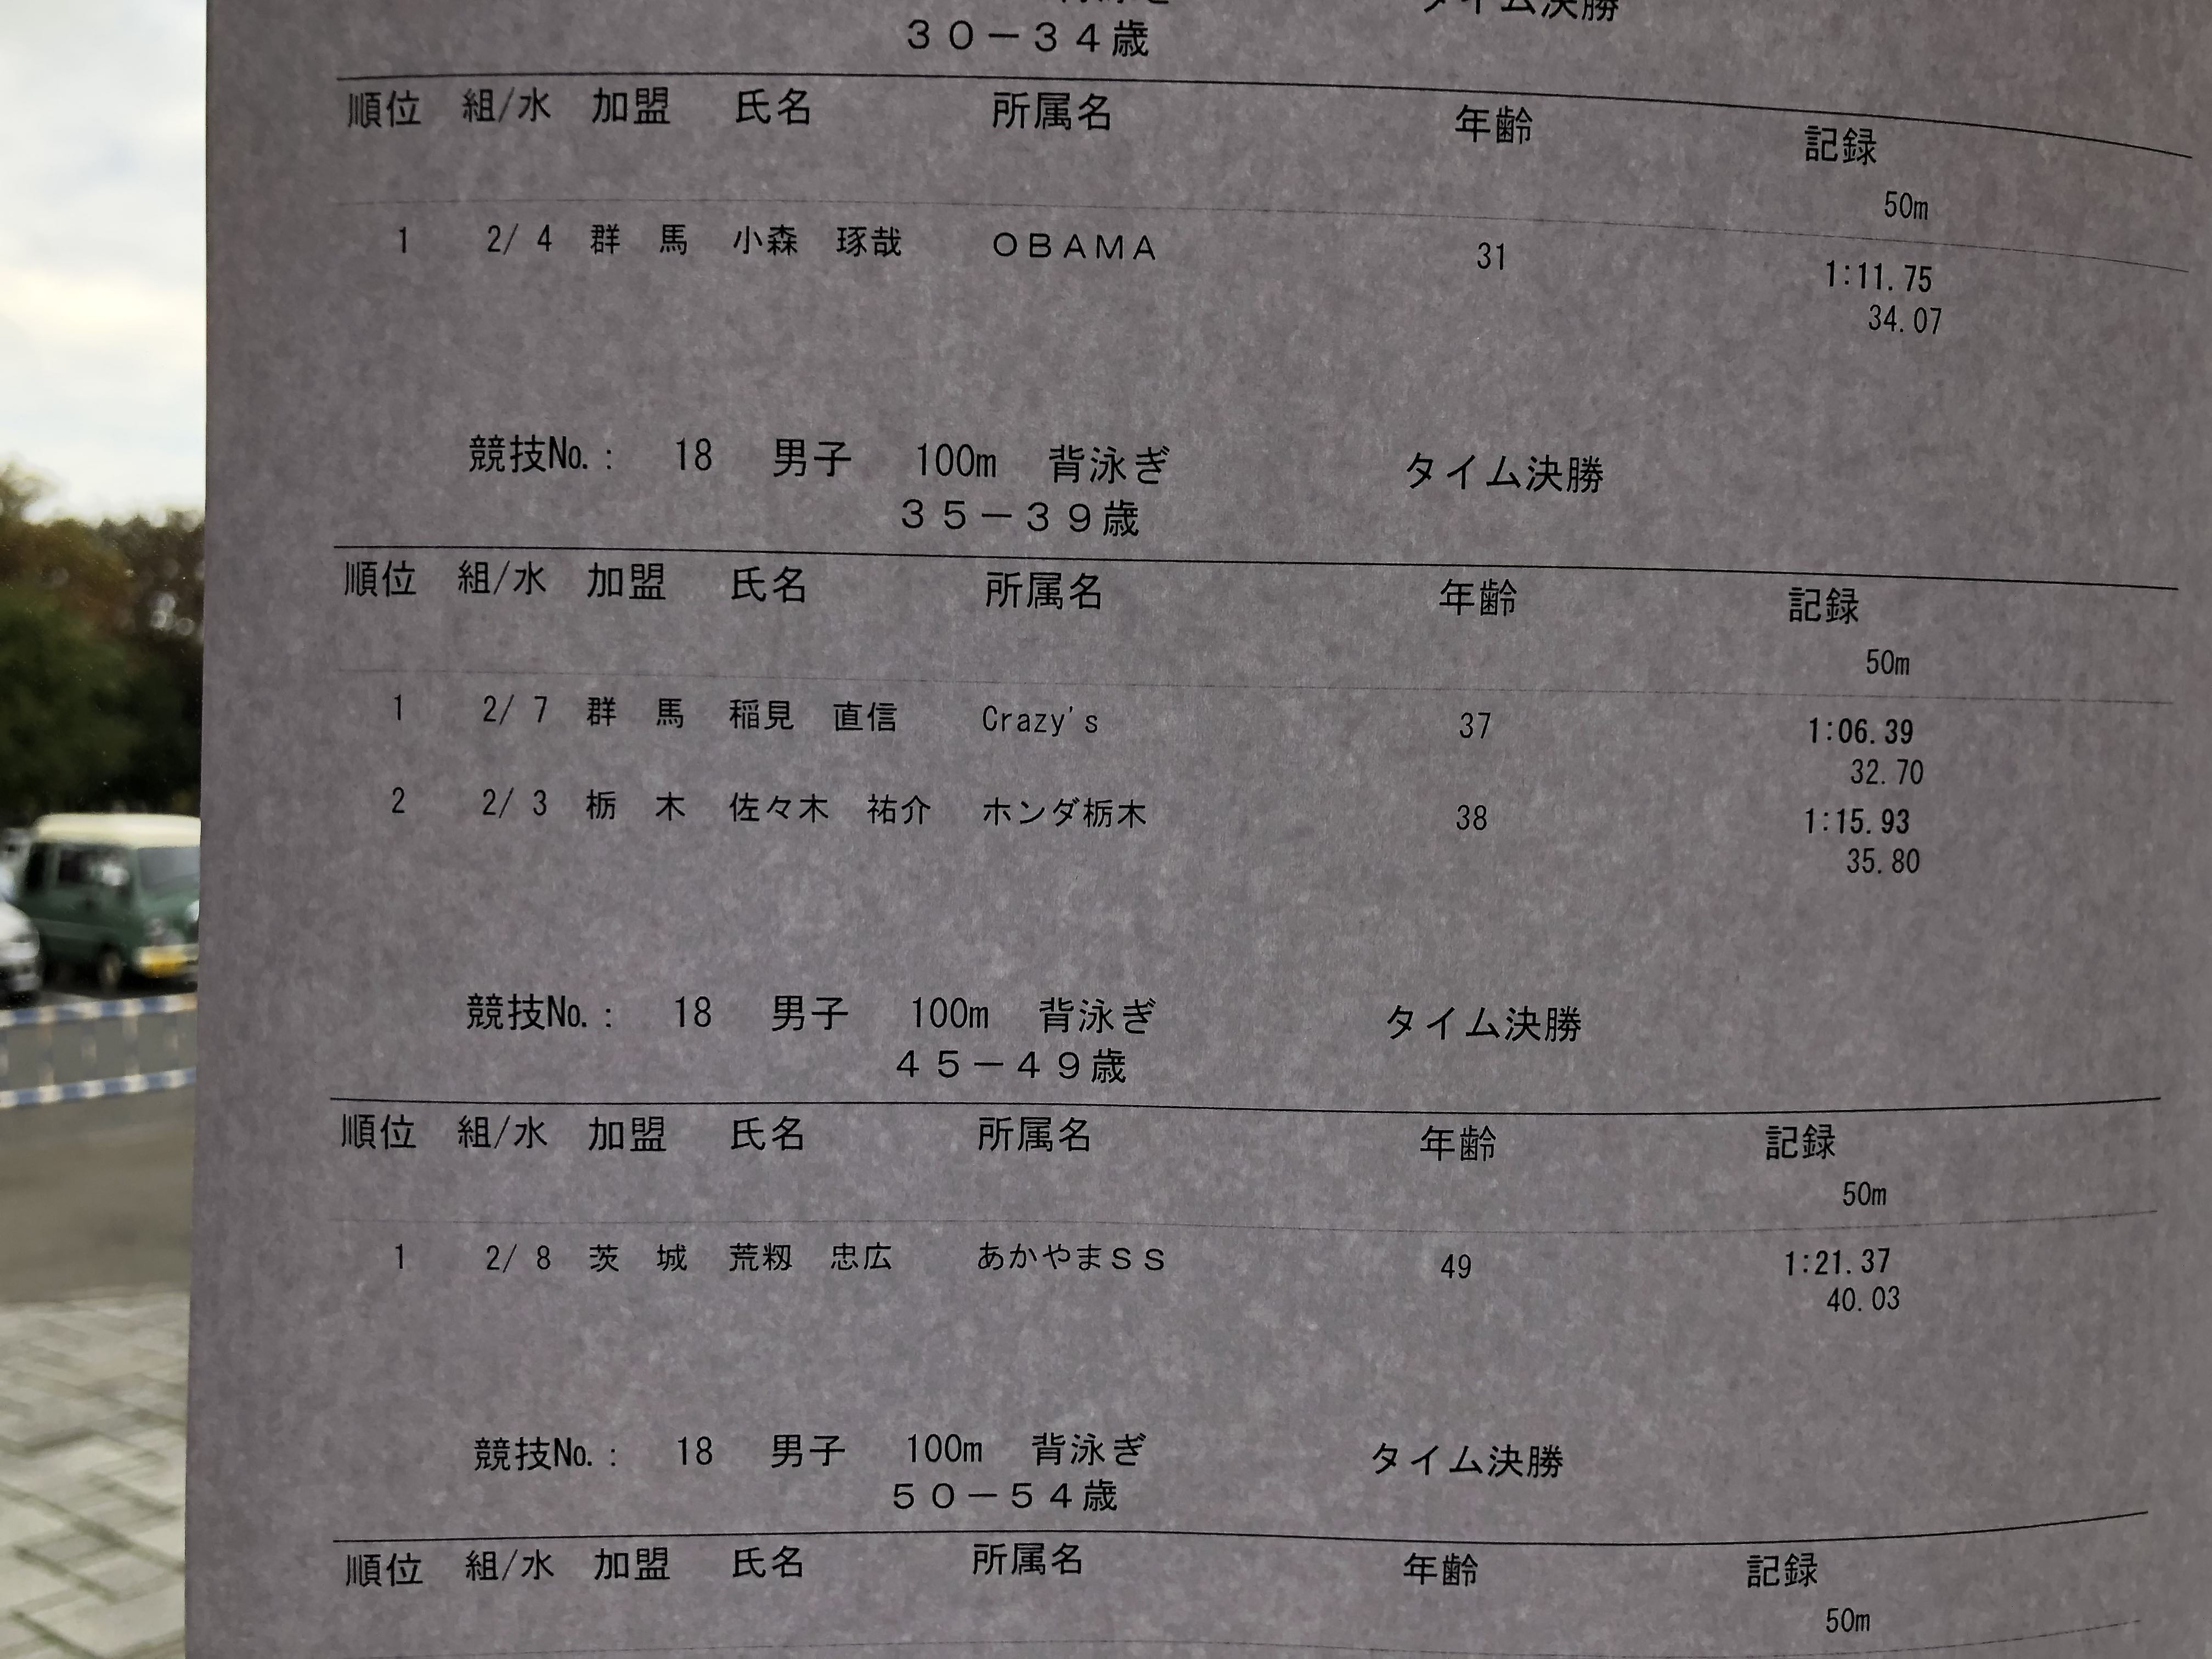 タイム決勝
３０－３４歳
順位 組/水 加盟 氏名 所属名 年齢 記録
50m
1 2/ 4 群 馬 小森 琢哉 ＯＢＡＭＡ 31 1:11.75
34.07
競技No.: 18 男子 100m 背泳ぎ タイム決勝
３５－３９歳
順位 組/水 加盟 氏名 所属名 年齢 記録
50m
1 2/ 7 群 馬 稲見 直信 Crazy's 37 1:06.39
32.70
2 2/ 3 栃 木 佐々木 祐介 ホンダ栃木 38 1:15.93
35.80
競技No.: 18 男子 100m 背泳ぎ タイム決勝
４５－４９歳
順位 組/水 加盟 氏名 所属名 年齢 記録
50m
1 2/ 8 茨 城 荒籾 忠広 あかやまＳＳ 49 1:21.37
40.03
競技No.: 18 男子 100m 背泳ぎ タイム決勝
５０－５４歳
順位 組/水 加盟 氏名 所属名 年齢 記録
50m